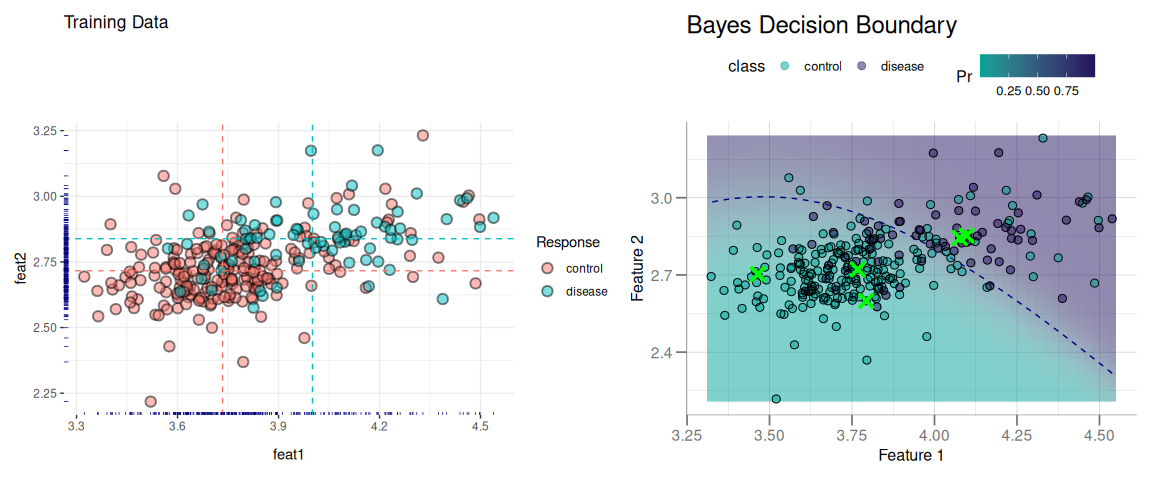 Training Data
3.25
3.00
2.75
2.50
2.25
feat2
3.3 3.6 3.9 4.2 4.5
feat1
Response
control
disease
Bayes Decision Boundary
class control disease
Pr
0.25 0.50 0.75
3.0
2.7
2.4
Feature 2
3.25 3.50 3.75 4.00 4.25 4.50
Feature 1